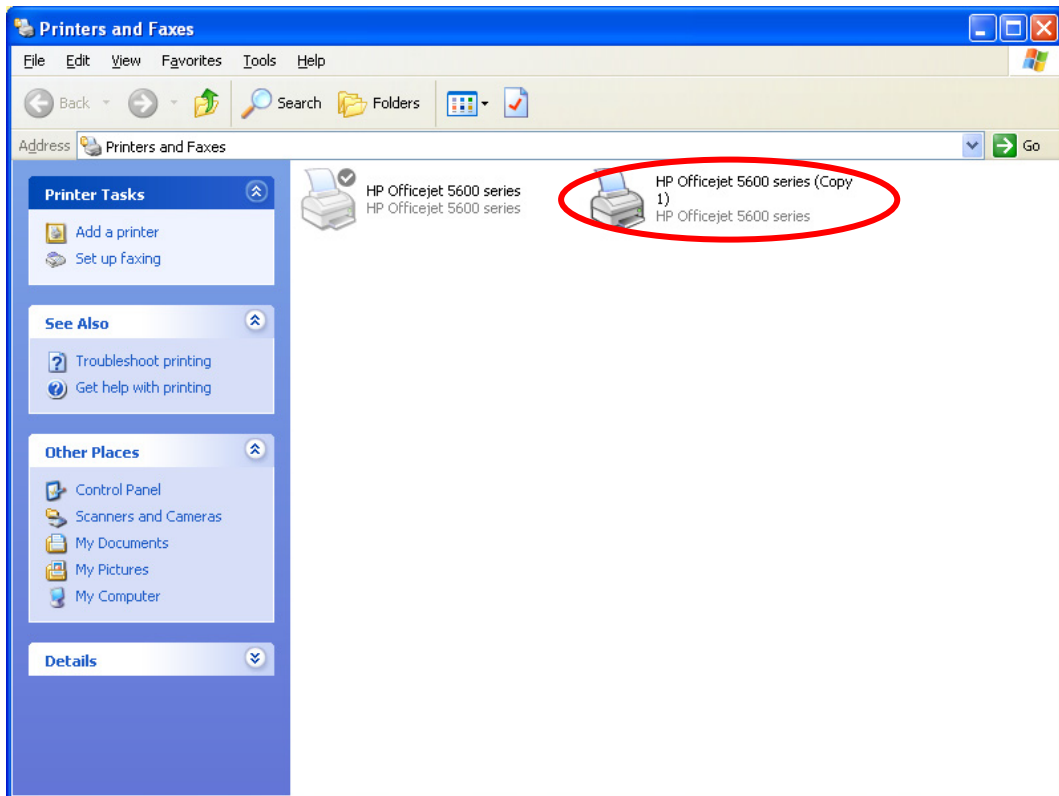 Printers and Faxes
File Edit View Favorites Tools Help
Back Search Folders
Address Printers and Faxes Go
Printer Tasks
Add a printer
Set up faxing
See Also
Troubleshoot printing
Get help with printing
Other Places
Control Panel
Scanners and Cameras
My Documents
My Pictures
My Computer
Details
HP Officejet 5600 series
HP Officejet 5600 series
HP Officejet 5600 series (Copy
1)
HP Officejet 5600 series